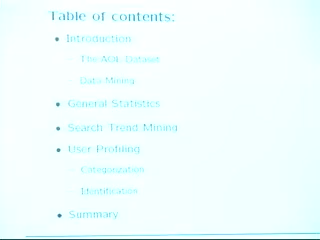 Table of contents:
• Introduction
– The AOL Dataset
– Data Mining
• General Statistics
• Search Trend Mining
• User Profiling
– Categorization
– Identification
• Summary